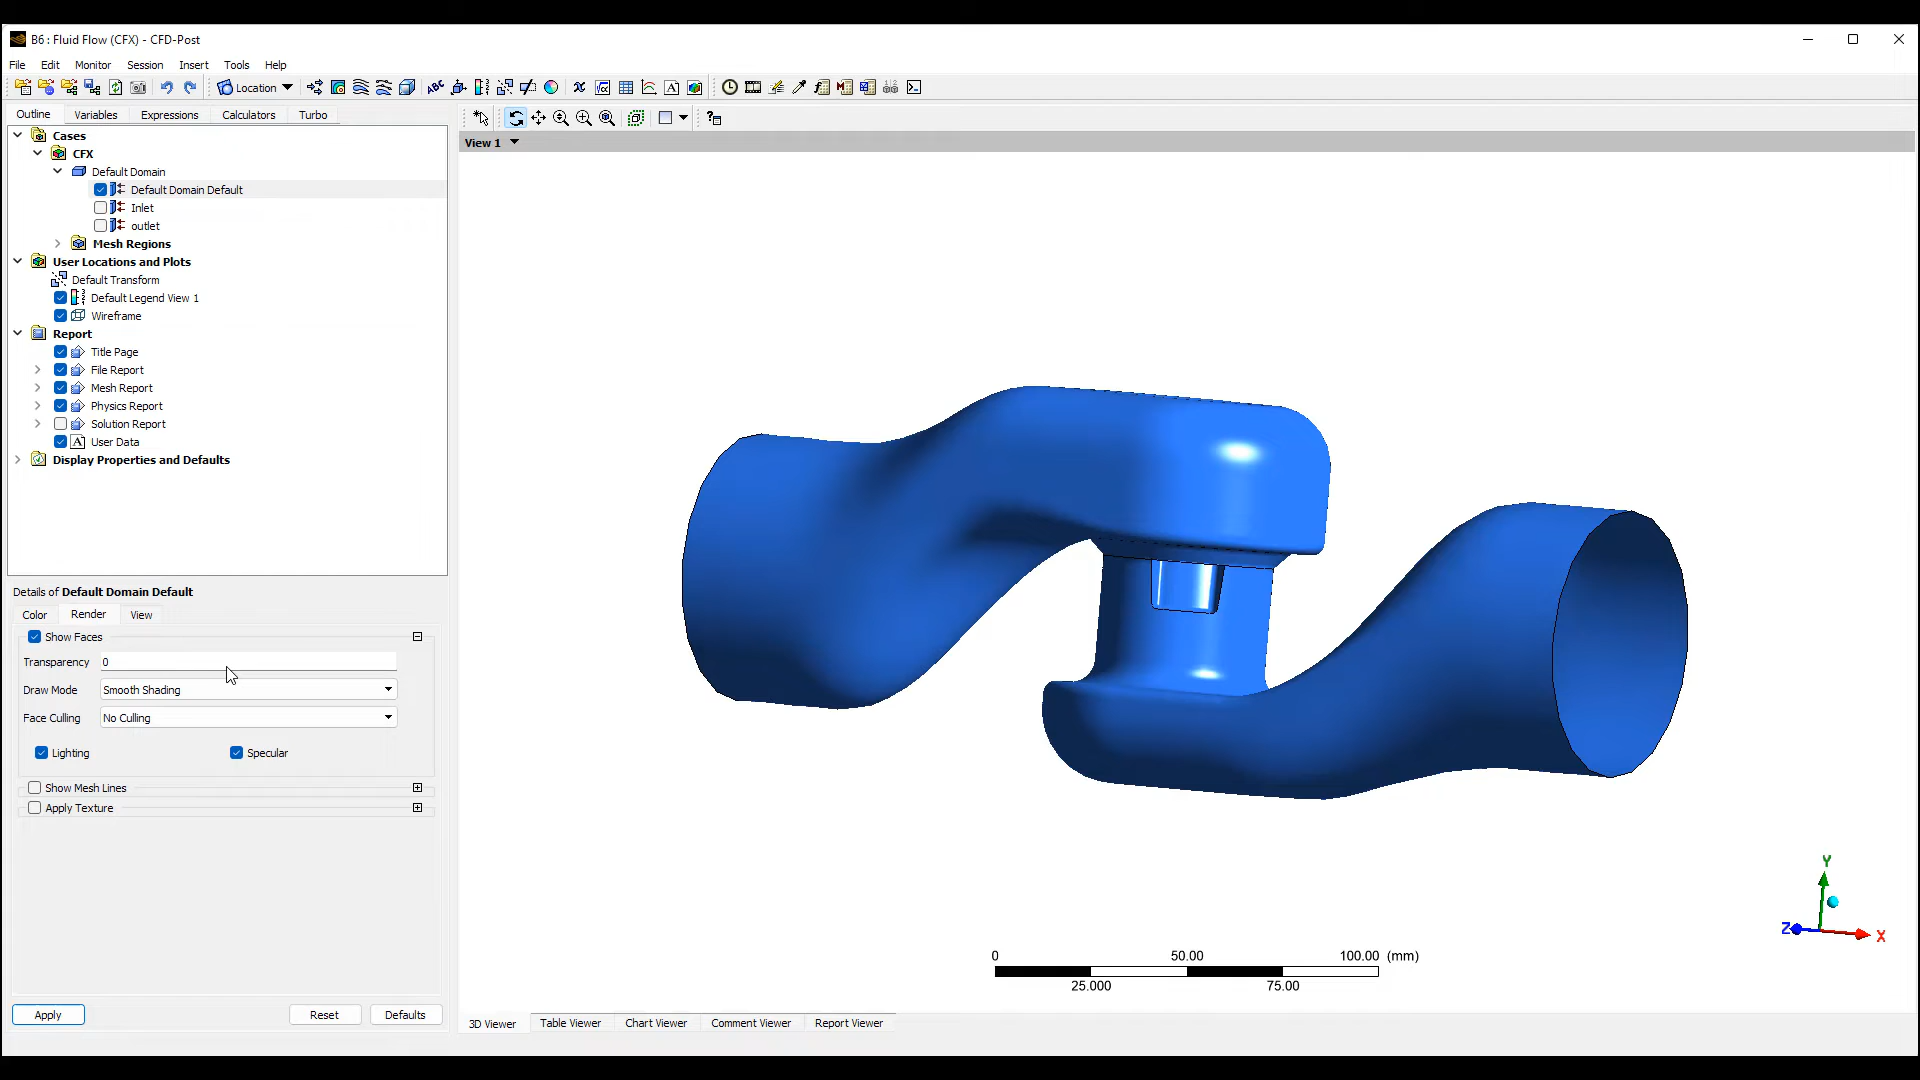 B6 : Fluid Flow (CFX) - CFD-Post
File Edit Monitor Session Insert Tools Help
Location
Outline Variables Expressions Calculators Turbo
Cases
CFX
Default Domain
Default Domain Default
Inlet
outlet
Mesh Regions
User Locations and Plots
Default Transform
Default Legend View 1
Wireframe
Report
Title Page
File Report
Mesh Report
Physics Report
Solution Report
User Data
Display Properties and Defaults
Details of Default Domain Default
Color Render View
Show Faces
Transparency 0
Draw Mode Smooth Shading
Face Culling No Culling
Lighting Specular
Show Mesh Lines
Apply Texture
Apply Reset Defaults
View 1
Y
Z
X
0 50.00 100.00 (mm)
25.000 75.00
3D Viewer Table Viewer Chart Viewer Comment Viewer Report Viewer